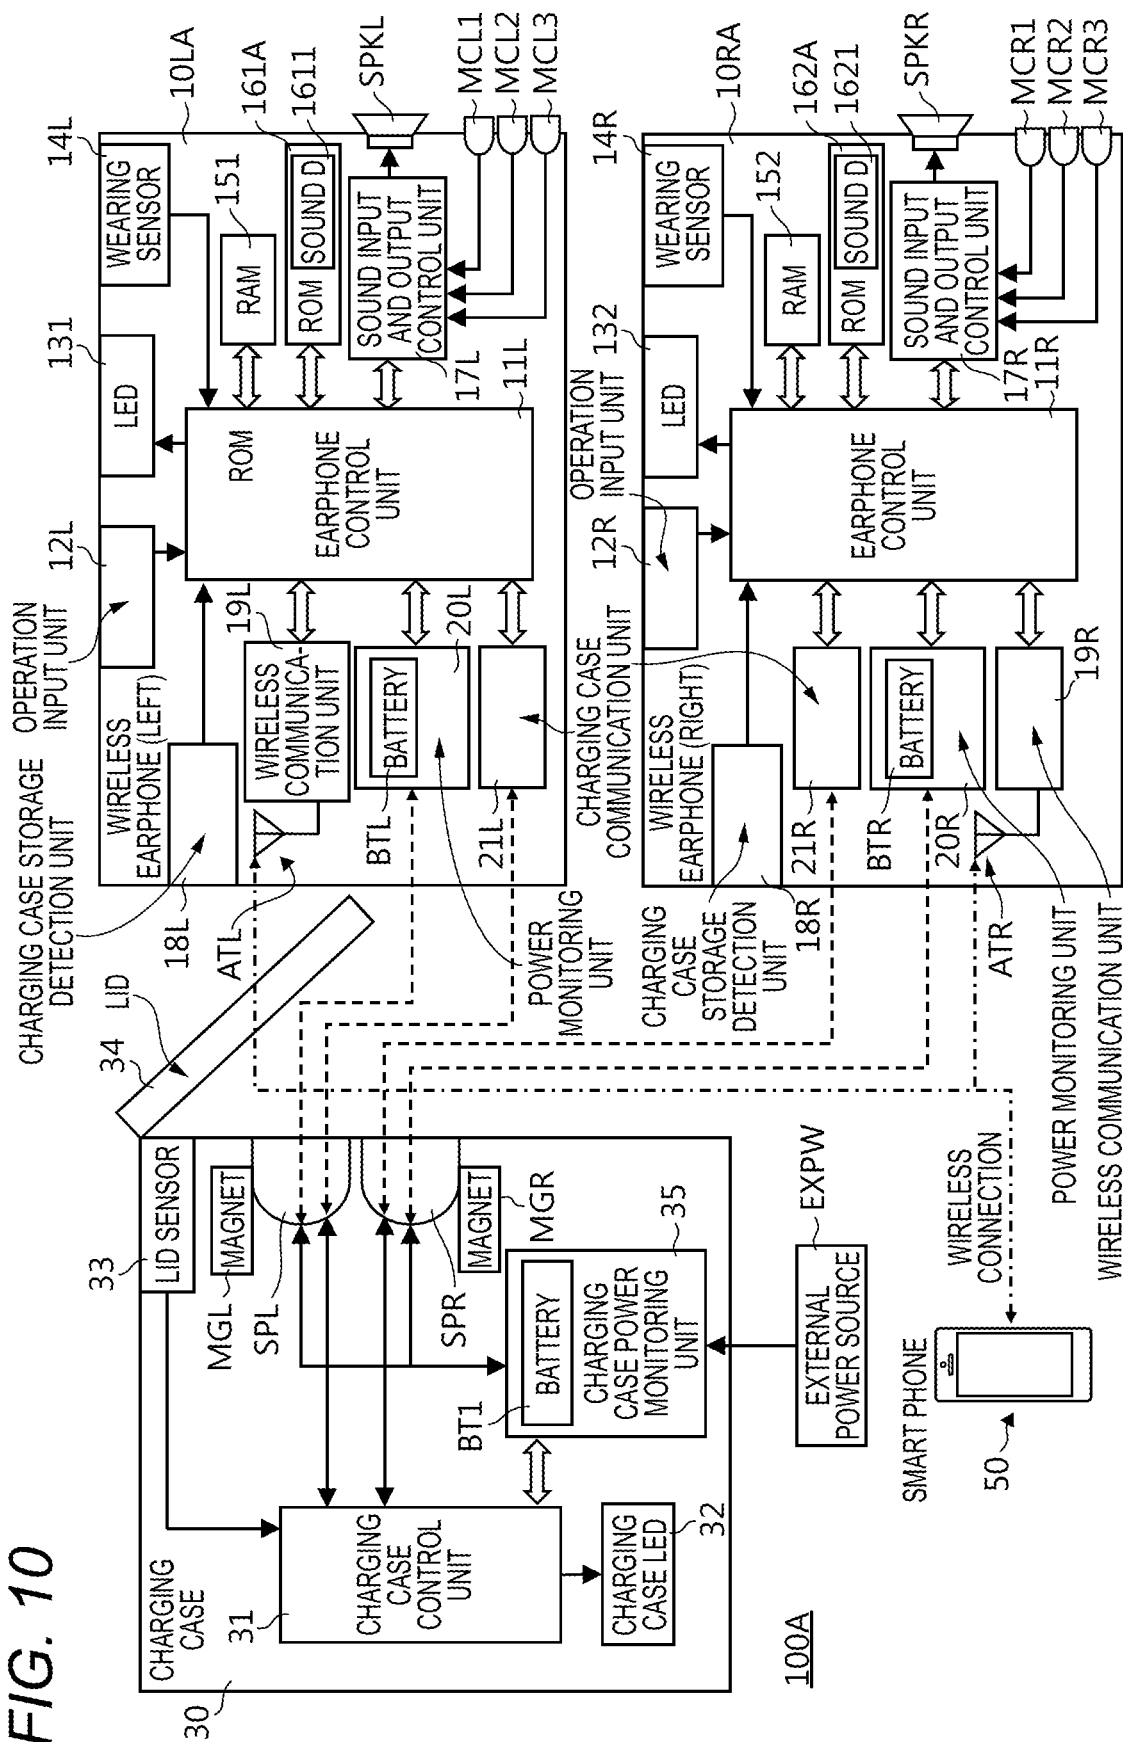 FIG. 10
100A
30
CHARGING
CASE
31
CHARGING
CASE
CONTROL
UNIT
CHARGING
CASE LED
32
33
LID SENSOR
34
LID
MGL
MAGNET
SPL
SPR
MAGNET
MGR
35
BT1
BATTERY
CHARGING
CASE POWER
MONITORING
UNIT
EXPW
EXTERNAL
POWER SOURCE
SMART PHONE
50
WIRELESS
CONNECTION
CHARGING CASE STORAGE
DETECTION UNIT
18L
ATL
OPERATION
INPUT UNIT
WIRELESS
EARPHONE (LEFT)
12L
131
LED
14L
WEARING
SENSOR
10LA
19L
WIRELESS
COMMUNICA-
TION UNIT
BTL
BATTERY
20L
21L
POWER
MONITORING
UNIT
CHARGING CASE
COMMUNICATION UNIT
ROM
EARPHONE
CONTROL
UNIT
11L
RAM
151
ROM
SOUND D
161A
1611
SOUND INPUT
AND OUTPUT
CONTROL UNIT
17L
SPKL
MCL1
MCL2
MCL3
WIRELESS
EARPHONE (RIGHT)
CHARGING
CASE
STORAGE
DETECTION
UNIT
18R
OPERATION
INPUT UNIT
12R
132
LED
14R
WEARING
SENSOR
10RA
21R
BTR
BATTERY
20R
19R
ATR
POWER MONITORING UNIT
WIRELESS COMMUNICATION UNIT
EARPHONE
CONTROL
UNIT
11R
RAM
152
ROM
SOUND D
162A
1621
SOUND INPUT
AND OUTPUT
CONTROL UNIT
17R
SPKR
MCR1
MCR2
MCR3